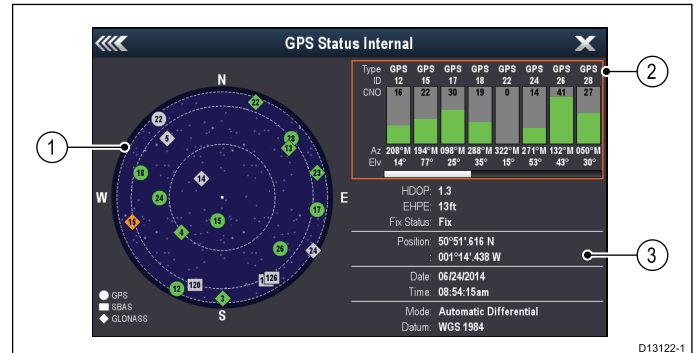 GPS Status Internal
N
W
E
S
22
22
5
28
13
18
14
23
24
17
15
15
4
26
24
120
126
12
3
GPS
SBAS
GLONASS
Type GPS GPS GPS GPS GPS GPS GPS GPS
ID 12 15 17 18 22 24 26 28
CNO 16 22 30 19 0 14 41 27
Az 208°M 194°M 098°M 288°M 322°M 271°M 132°M 050°M
Elv 14° 77° 25° 35° 15° 53° 43° 30°
HDOP: 1.3
EHPE: 13ft
Fix Status: Fix
Position: 50°51'.616 N
: 001°14'.438 W
Date: 06/24/2014
Time: 08:54:15am
Mode: Automatic Differential
Datum: WGS 1984
1
2
3
D13122-1